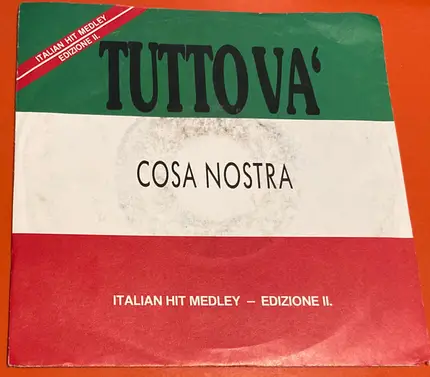 ITALIAN HIT MEDLEY
EDIZIONE II.
TUTTO VA‘
COSA NOSTRA
ITALIAN HIT MEDLEY – EDIZIONE II.